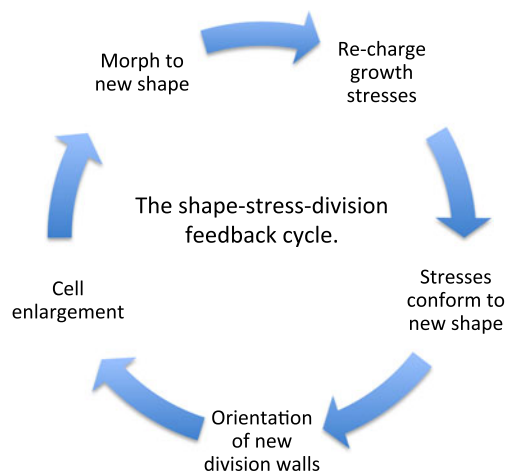 Morph to
new shape
Re-charge
growth
stresses
The shape-stress-division
feedback cycle.
Stresses
conform to
new shape
Cell
enlargement
Orientation
of new
division walls